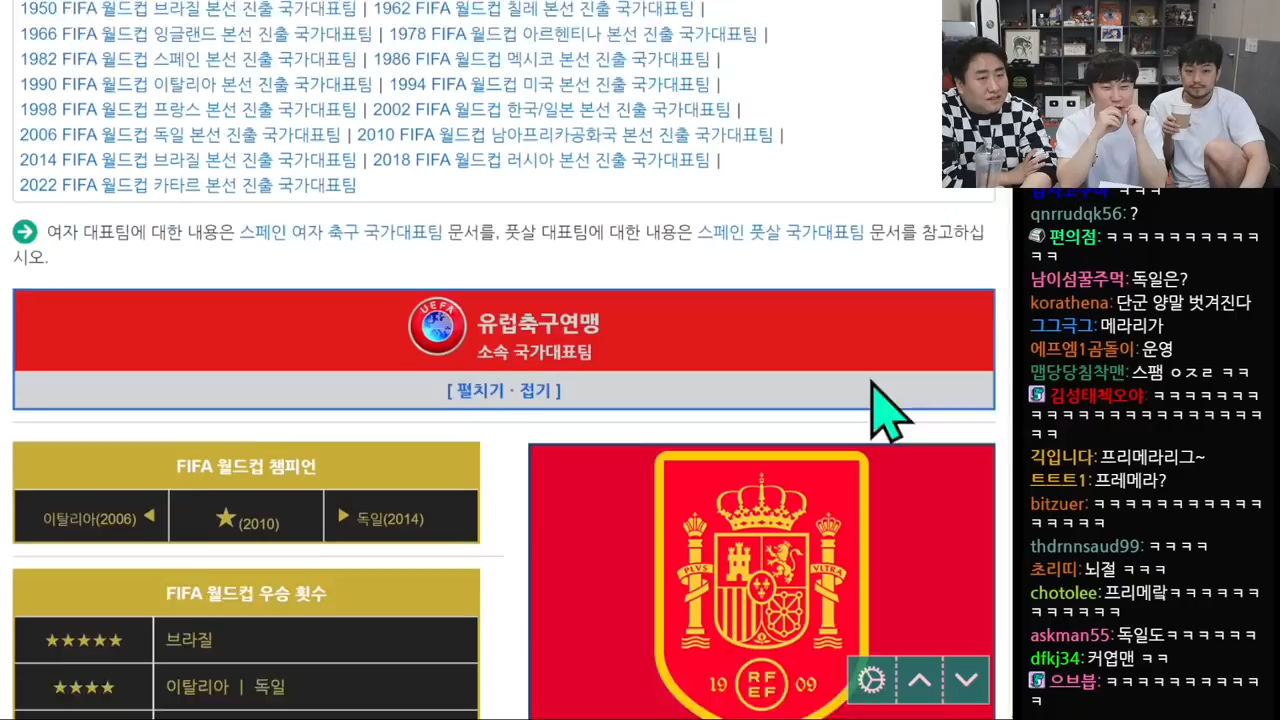 1950 FIFA 월드컵 브라질 본선 진출 국가대표팀 | 1962 FIFA 월드컵 칠레 본선 진출 국가대표팀 |
1966 FIFA 월드컵 잉글랜드 본선 진출 국가대표팀 | 1978 FIFA 월드컵 아르헨티나 본선 진출 국가대표팀 |
1982 FIFA 월드컵 스페인 본선 진출 국가대표팀 | 1986 FIFA 월드컵 멕시코 본선 진출 국가대표팀 |
1990 FIFA 월드컵 이탈리아 본선 진출 국가대표팀 | 1994 FIFA 월드컵 미국 본선 진출 국가대표팀 |
1998 FIFA 월드컵 프랑스 본선 진출 국가대표팀 | 2002 FIFA 월드컵 한국/일본 본선 진출 국가대표팀 |
2006 FIFA 월드컵 독일 본선 진출 국가대표팀 | 2010 FIFA 월드컵 남아프리카공화국 본선 진출 국가대표팀 |
2014 FIFA 월드컵 브라질 본선 진출 국가대표팀 | 2018 FIFA 월드컵 러시아 본선 진출 국가대표팀 |
2022 FIFA 월드컵 카타르 본선 진출 국가대표팀
여자 대표팀에 대한 내용은 스페인 여자 축구 국가대표팀 문서를, 풋살 대표팀에 대한 내용은 스페인 풋살 국가대표팀 문서를 참고하십
시오.
UEFA
유럽축구연맹
소속 국가대표팀
[ 펼치기 · 접기 ]
FIFA 월드컵 챔피언
이탈리아(2006) ◀ ★(2010) ▶ 독일(2014)
FIFA 월드컵 우승 횟수
★★★★★ 브라질
★★★★ 이탈리아 | 독일
PLVS VLTRA
19 RF 09
EF
ㅋㅋㅋ
qnrrudqk56: ?
편의점: ㅋㅋㅋㅋㅋㅋㅋㅋㅋㅋ
ㅋㅋ
남이섬꿀주먹: 독일은?
korathena: 단군 양말 벗겨진다
그그극그: 메라리가
에프엠1곰돌이: 운영
맵당당침착맨: 스팸 ㅇㅈㄹ ㅋㅋ
김성태첵오야: ㅋㅋㅋㅋㅋㅋㅋ
ㅋㅋㅋㅋㅋㅋㅋㅋㅋㅋㅋㅋㅋㅋㅋ
ㅋㅋ
긱입니다: 프리메라리그~
트트트1: 프레메라?
bitzuer: ㅋㅋㅋㅋㅋㅋㅋㅋㅋㅋㅋ
ㅋㅋㅋㅋㅋ
thdrnnsaud99: ㅋㅋㅋㅋ
초리띠: 뇌절 ㅋㅋㅋ
chotolee: 프리메랔ㅋㅋㅋㅋㅋㅋ
ㅋㅋㅋㅋㅋㅋ
askman55: 독일도ㅋㅋㅋㅋㅋㅋ
dfkj34: 커엽맨 ㅋㅋ
으브븝: ㅋㅋㅋㅋㅋㅋㅋㅋㅋㅋ
ㅋ